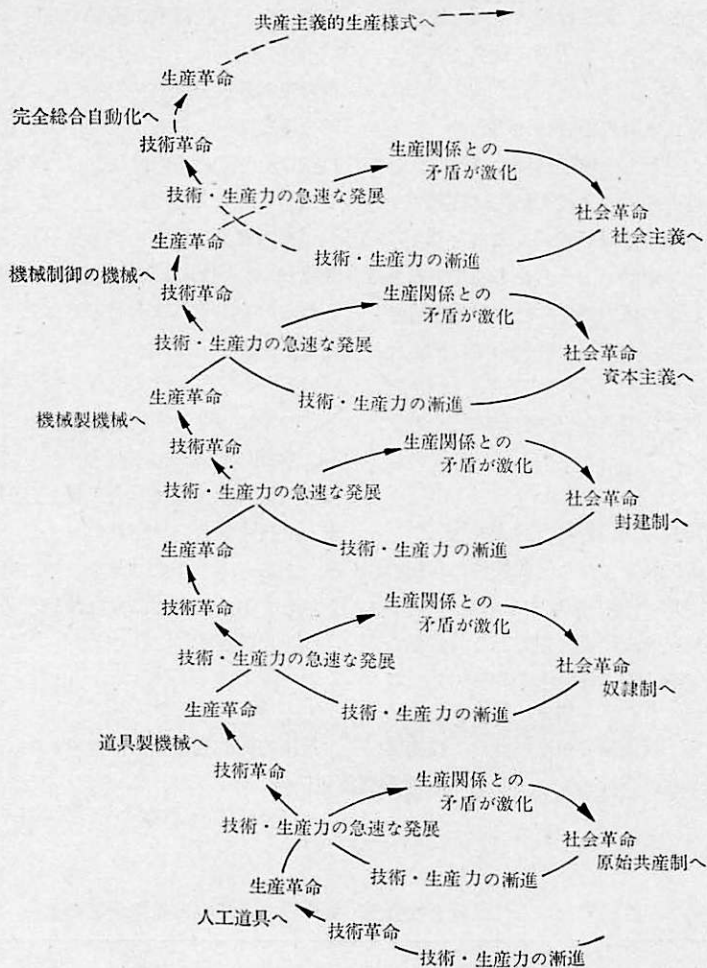 共産主義的生産様式へ
生産革命
完全総合自動化へ
技術革命
生産関係との
矛盾が激化
技術・生産力の急速な発展
社会革命
社会主義へ
生産革命
技術・生産力の漸進
機械制御の機械へ
技術革命
生産関係との
矛盾が激化
技術・生産力の急速な発展
社会革命
資本主義へ
生産革命
技術・生産力の漸進
機械製機械へ
技術革命
生産関係との
矛盾が激化
技術・生産力の急速な発展
社会革命
封建制へ
生産革命
技術・生産力の漸進
技術革命
生産関係との
矛盾が激化
技術・生産力の急速な発展
社会革命
奴隷制へ
生産革命
技術・生産力の漸進
道具製機械へ
技術革命
生産関係との
矛盾が激化
技術・生産力の急速な発展
社会革命
原始共産制へ
生産革命
技術・生産力の漸進
人工道具へ
技術革命
技術・生産力の漸進